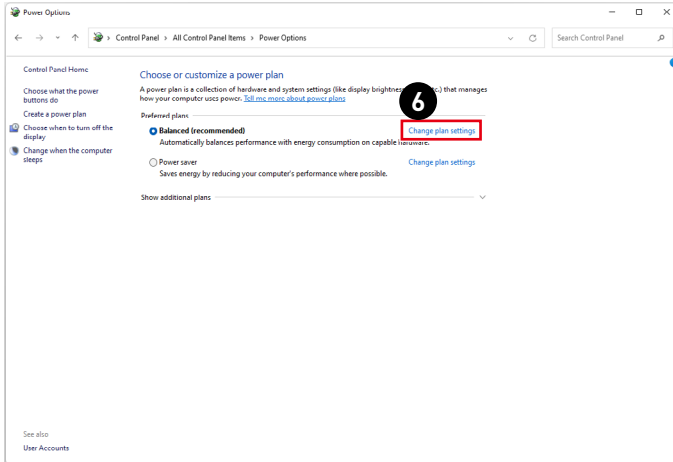 Power Options
Control Panel > All Control Panel Items > Power Options
Search Control Panel
Control Panel Home
Choose what the power
buttons do
Create a power plan
Choose when to turn off the
display
Change when the computer
sleeps
Choose or customize a power plan
A power plan is a collection of hardware and system settings (like display brightness, etc.) that manages
how your computer uses power. Tell me more about power plans
6
Preferred plans
Balanced (recommended)
Change plan settings
Automatically balances performance with energy consumption on capable hardware.
Power saver
Change plan settings
Saves energy by reducing your computer's performance where possible.
Show additional plans
See also
User Accounts